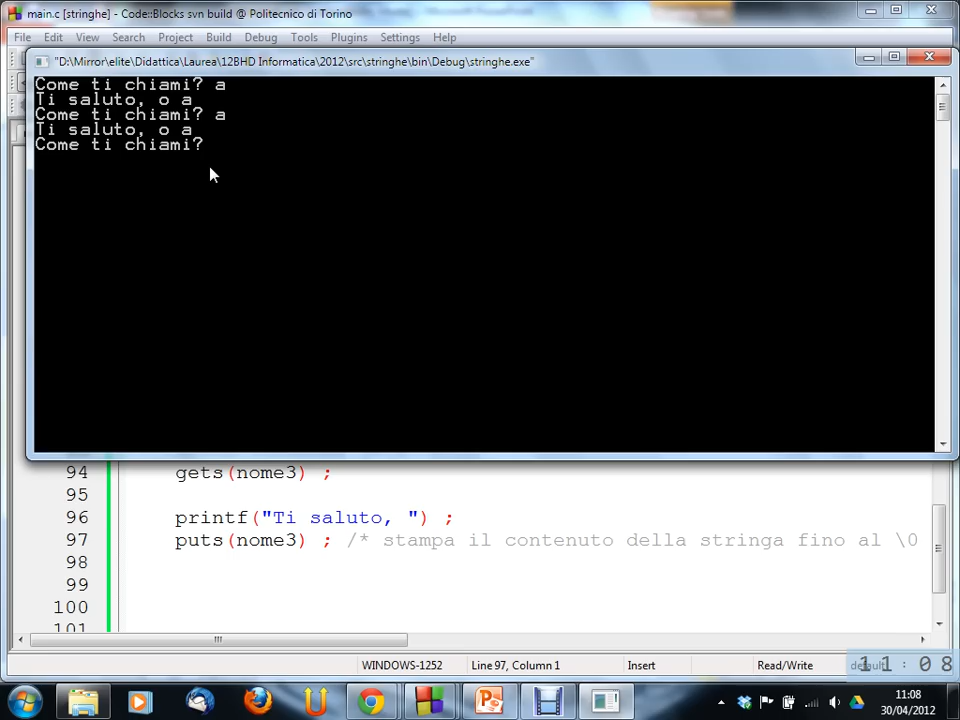 main.c [stringhe] - Code::Blocks svn build @ Politecnico di Torino
File Edit View Search Project Build Debug Tools Plugins Settings Help
"D:\Mirror\elite\Didattica\Laurea\12BHD Informatica\2012\src\stringhe\bin\Debug\stringhe.exe"
Come ti chiami? a
Ti saluto, o a
Come ti chiami? a
Ti saluto, o a
Come ti chiami?
94 gets(nome3) ;
95
96 printf("Ti saluto, ") ;
97 puts(nome3) ; /* stampa il contenuto della stringa fino al \0
98
99
100
101
WINDOWS-1252 Line 97, Column 1 Insert Read/Write default
11:08
11:08
30/04/2012